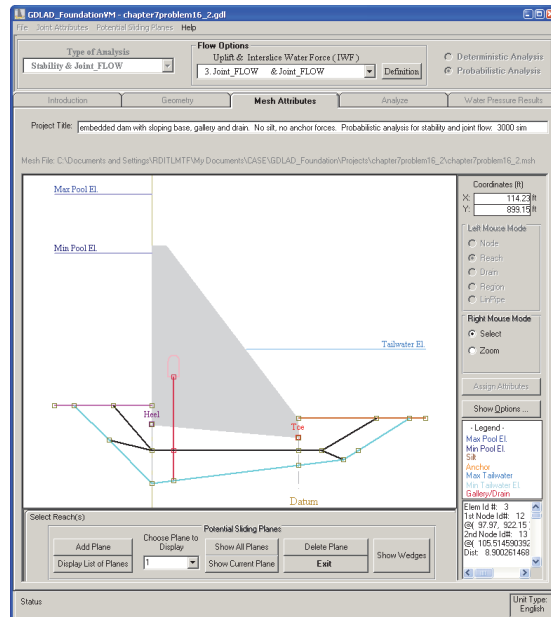 GDLAD_FoundationVM - chapter7problem16_2.gdl
File Joint Attributes Potential Sliding Planes Help
Type of Analysis
Stability & Joint_FLOW
Flow Options
Uplift & Interslice Water Force ( IWF )
3. Joint_FLOW & Joint_FLOW
Definition
Deterministic Analysis
Probabilistic Analysis
Introduction
Geometry
Mesh Attributes
Analyze
Water Pressure Results
Project Title: embedded dam with sloping base, gallery and drain. No silt, no anchor forces. Probabilistic analysis for stability and joint flow: 3000 sim
Mesh File: C:\Documents and Settings\RDITLMTF\My Documents\CASE\GDLAD_Foundation\Projects\chapter7problem16_2\chapter7problem16_2.msh
Max Pool El.
Min Pool El.
Tailwater El.
Heel
Toe
Datum
Coordinates (ft)
X: 114.23 ft
Y: 899.15 ft
Left Mouse Mode
Node
Reach
Drain
Region
LinPipe
Right Mouse Mode
Select
Zoom
Assign Attributes
Show Options ...
- Legend -
Max Pool El.
Min Pool El.
Silt
Anchor
Max Tailwater
Min Tailwater El.
Gallery/Drain
Elem Id #: 3
1st Node Id#: 12
@( 97.97, 922.15
2nd Node Id#: 13
@( 105.514590392
Dist: 8.900261468
Select Reach(s)
Potential Sliding Planes
Add Plane
Display List of Planes
Choose Plane to
Display
1
Show All Planes
Show Current Plane
Delete Plane
Exit
Show Wedges
Status
Unit Type:
English